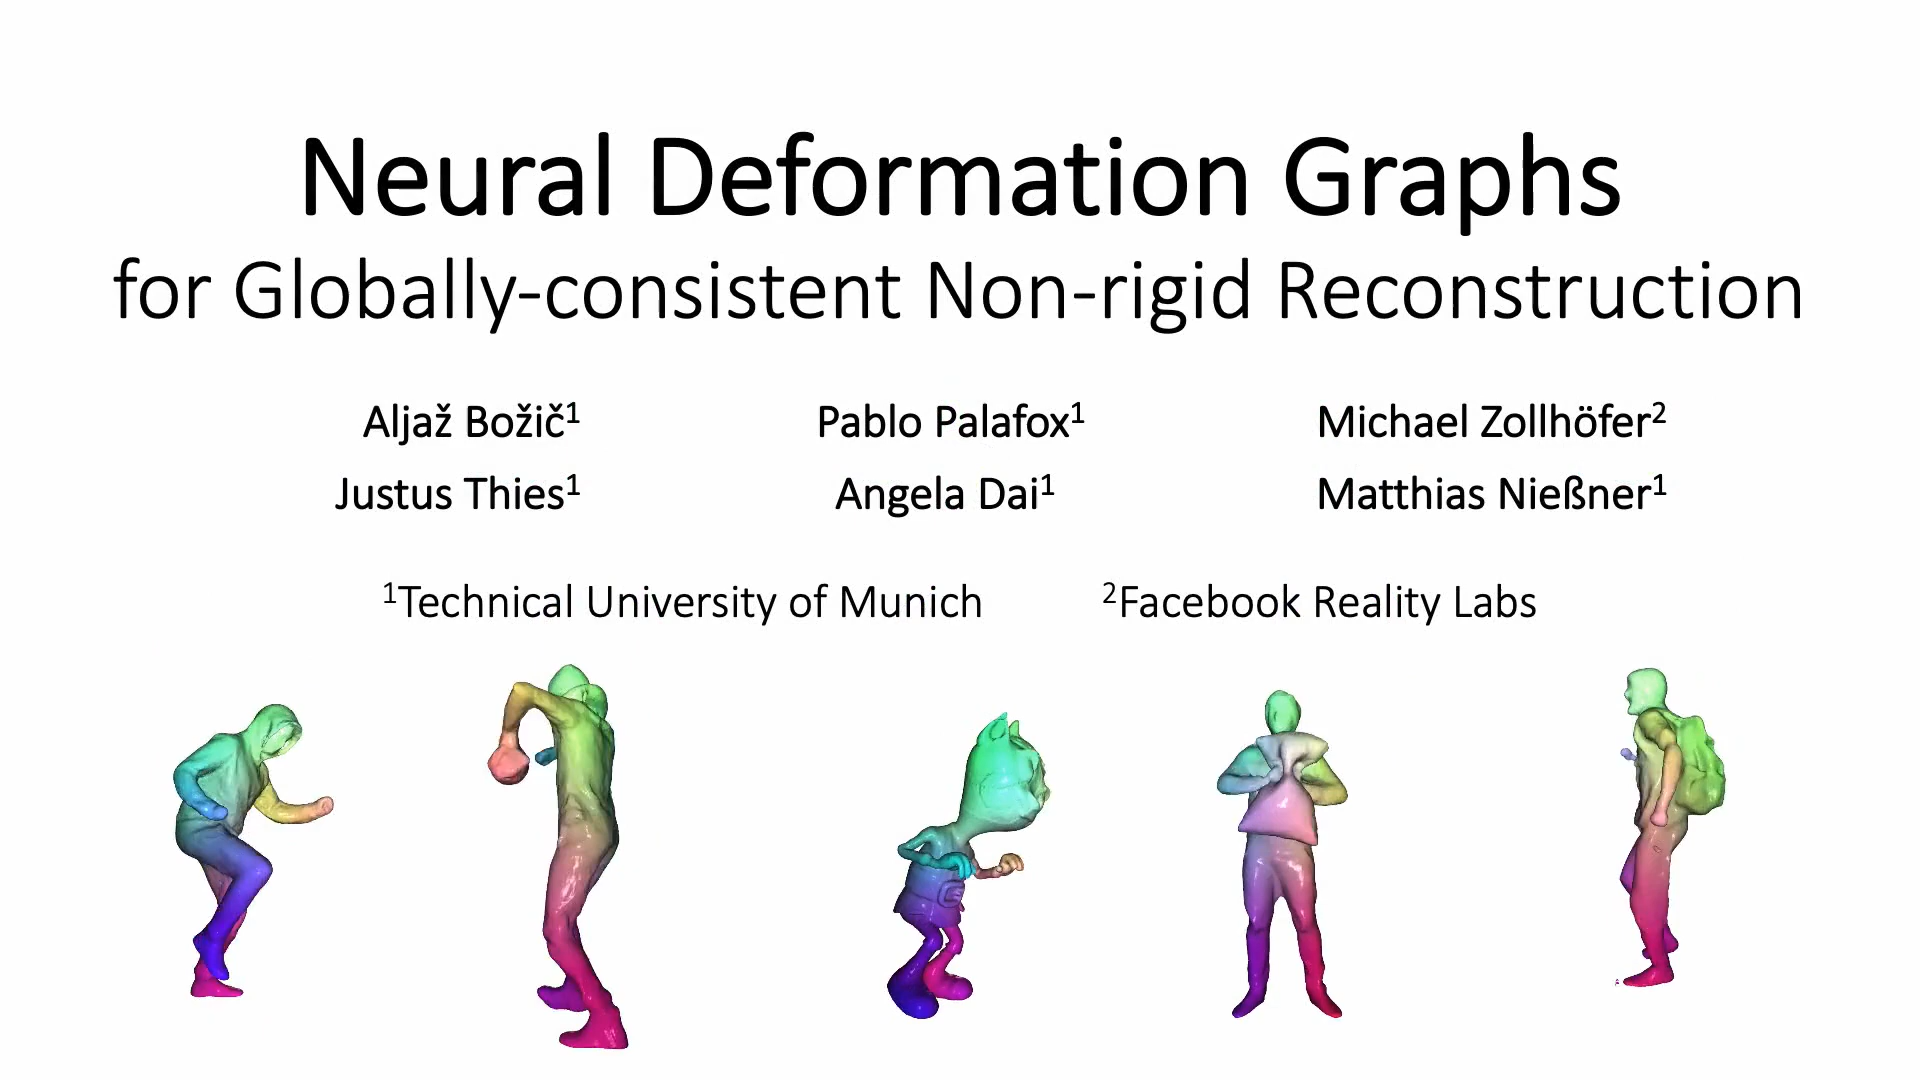 Neural Deformation Graphs
for Globally-consistent Non-rigid Reconstruction
Aljaž Božič¹ Pablo Palafox¹ Michael Zollhöfer²
Justus Thies¹ Angela Dai¹ Matthias Nießner¹
¹Technical University of Munich ²Facebook Reality Labs